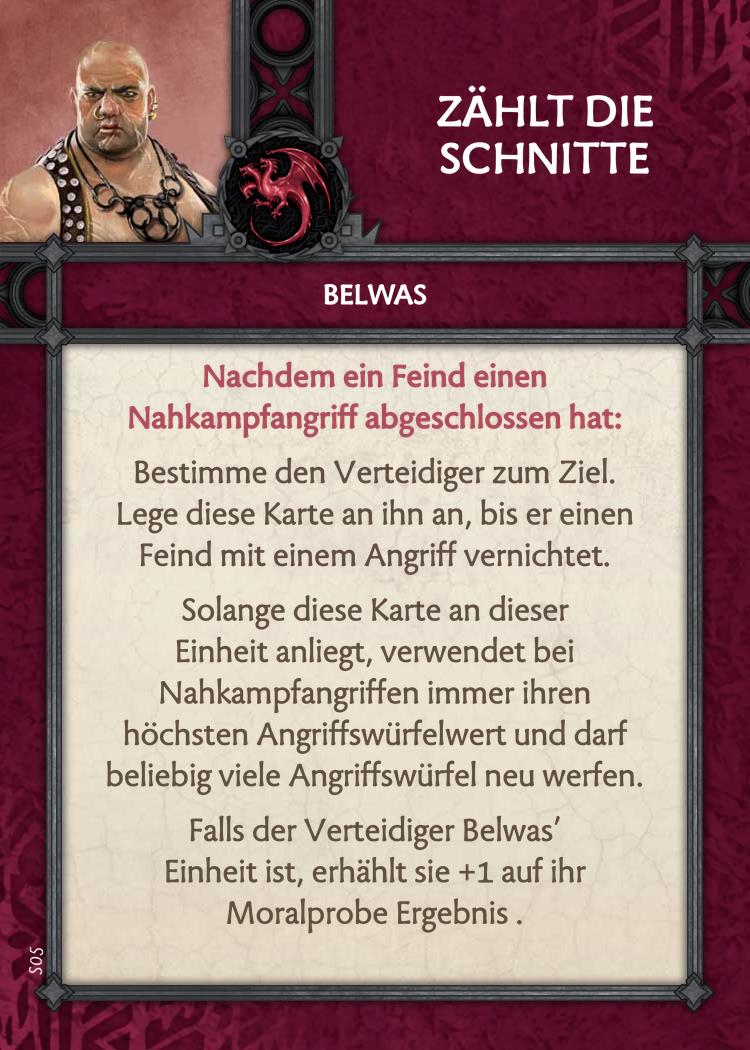 ZÄHLT DIE
SCHNITTE
BELWAS
Nachdem ein Feind einen
Nahkampfangriff abgeschlossen hat:
Bestimme den Verteidiger zum Ziel.
Lege diese Karte an ihn an, bis er einen
Feind mit einem Angriff vernichtet.
Solange diese Karte an dieser
Einheit anliegt, verwendet bei
Nahkampfangriffen immer ihren
höchsten Angriffswürfelwert und darf
beliebig viele Angriffswürfel neu werfen.
Falls der Verteidiger Belwas’
Einheit ist, erhählt sie +1 auf ihr
Moralprobe Ergebnis .
S05